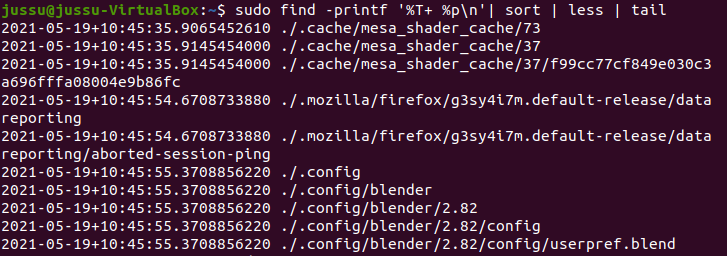 jussu@jussu-VirtualBox:~$ sudo find -printf '%T+ %p\n'| sort | less | tail
2021-05-19+10:45:35.9065452610 ./.cache/mesa_shader_cache/73
2021-05-19+10:45:35.9145454000 ./.cache/mesa_shader_cache/37
2021-05-19+10:45:35.9145454000 ./.cache/mesa_shader_cache/37/f99cc77cf849e030c3
a696fffa08004e9b86fc
2021-05-19+10:45:54.6708733880 ./.mozilla/firefox/g3sy4i7m.default-release/data
reporting
2021-05-19+10:45:54.6708733880 ./.mozilla/firefox/g3sy4i7m.default-release/data
reporting/aborted-session-ping
2021-05-19+10:45:55.3708856220 ./.config
2021-05-19+10:45:55.3708856220 ./.config/blender
2021-05-19+10:45:55.3708856220 ./.config/blender/2.82
2021-05-19+10:45:55.3708856220 ./.config/blender/2.82/config
2021-05-19+10:45:55.3708856220 ./.config/blender/2.82/config/userpref.blend